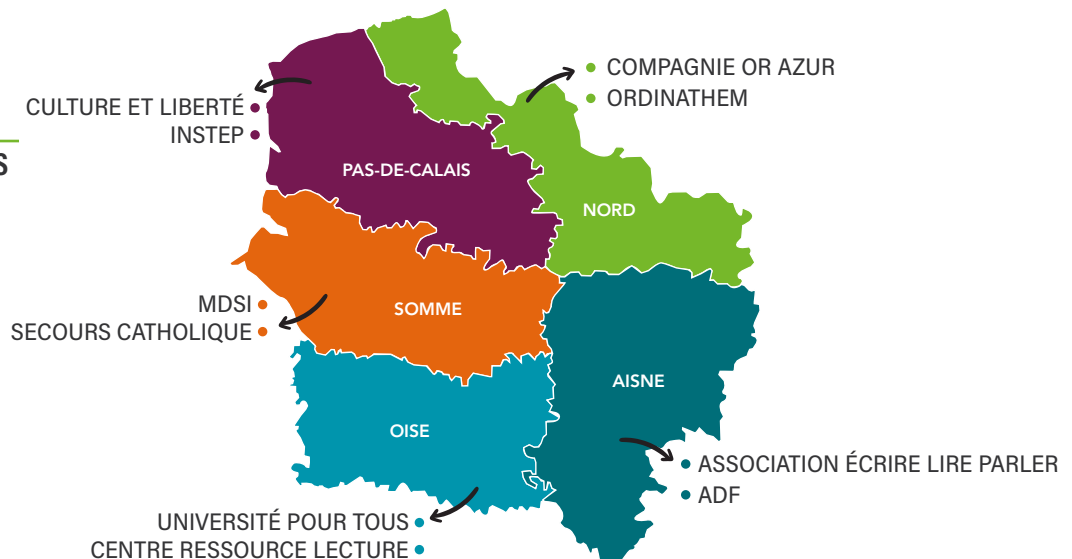 COMPAGNIE OR AZUR
ORDINATHEM
CULTURE ET LIBERTÉ
INSTEP
S
PAS-DE-CALAIS
NORD
MDSI
SECOURS CATHOLIQUE
SOMME
AISNE
OISE
ASSOCIATION ÉCRIRE LIRE PARLER
ADF
UNIVERSITÉ POUR TOUS
CENTRE RESSOURCE LECTURE